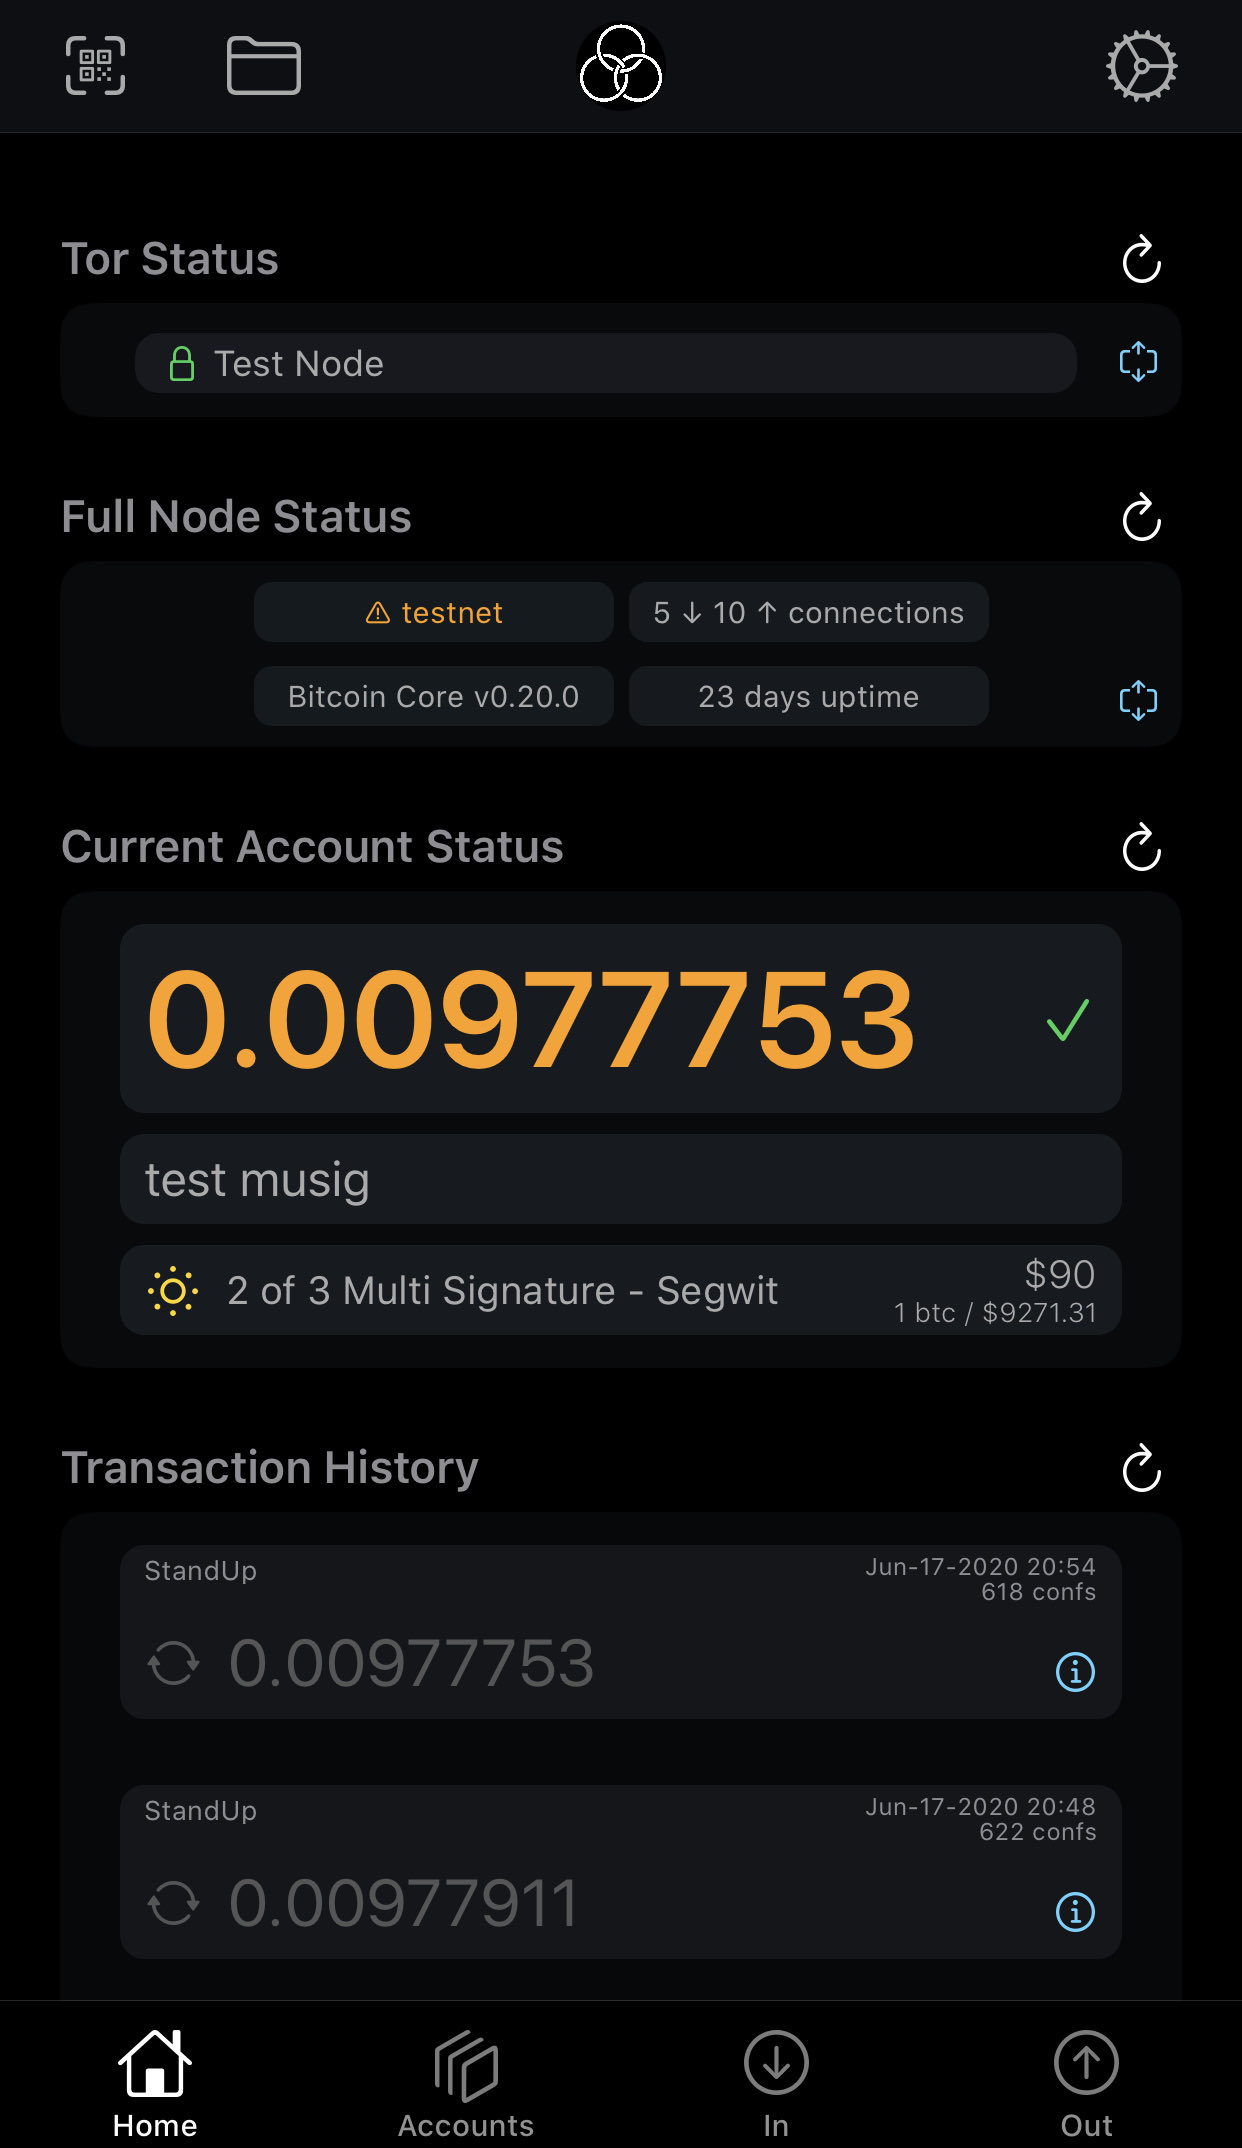 Tor Status
Test Node
Full Node Status
testnet
5 ↓ 10 ↑ connections
Bitcoin Core v0.20.0
23 days uptime
Current Account Status
0.00977753
test musig
2 of 3 Multi Signature - Segwit
$90
1 btc / $9271.31
Transaction History
StandUp
Jun-17-2020 20:54
618 confs
0.00977753
StandUp
Jun-17-2020 20:48
622 confs
0.00977911
Home
Accounts
In
Out